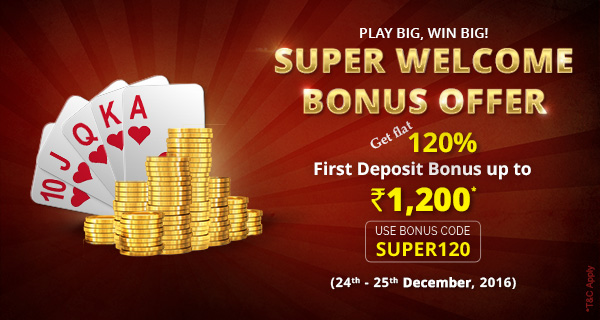 PLAY BIG, WIN BIG!
SUPER WELCOME
BONUS OFFER
Get flat 120%
First Deposit Bonus up to
₹1,200*
USE BONUS CODE
SUPER120
(24th - 25th December, 2016)
10 J Q K A
*T&C Apply